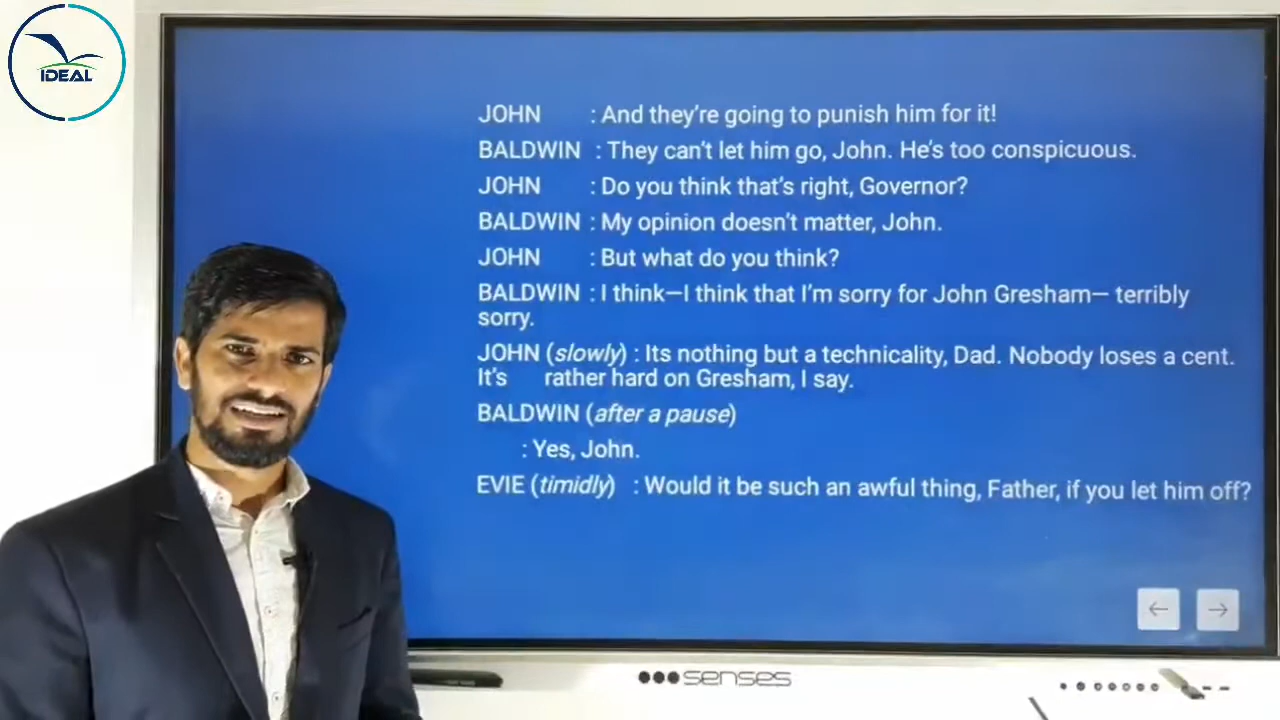 IDEAL
JOHN : And they're going to punish him for it!
BALDWIN : They can't let him go, John. He's too conspicuous.
JOHN : Do you think that's right, Governor?
BALDWIN : My opinion doesn't matter, John.
JOHN : But what do you think?
BALDWIN : I think—I think that I'm sorry for John Gresham— terribly
sorry.
JOHN (slowly) : Its nothing but a technicality, Dad. Nobody loses a cent.
It's rather hard on Gresham, I say.
BALDWIN (after a pause)
: Yes, John.
EVIE (timidly) : Would it be such an awful thing, Father, if you let him off?
senses